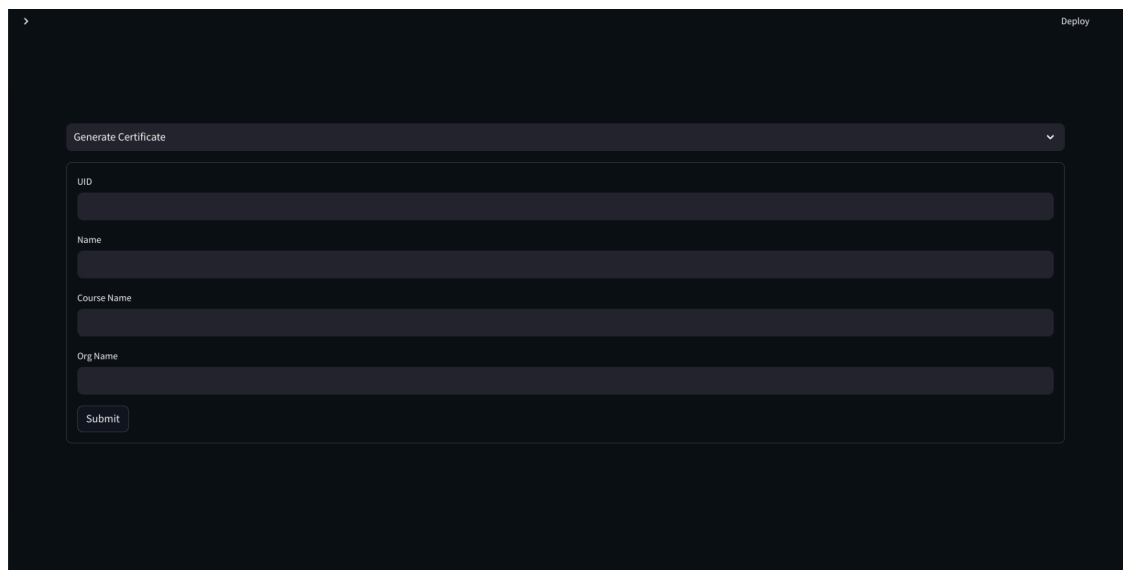 Deploy
Generate Certificate
UID
Name
Course Name
Org Name
Submit